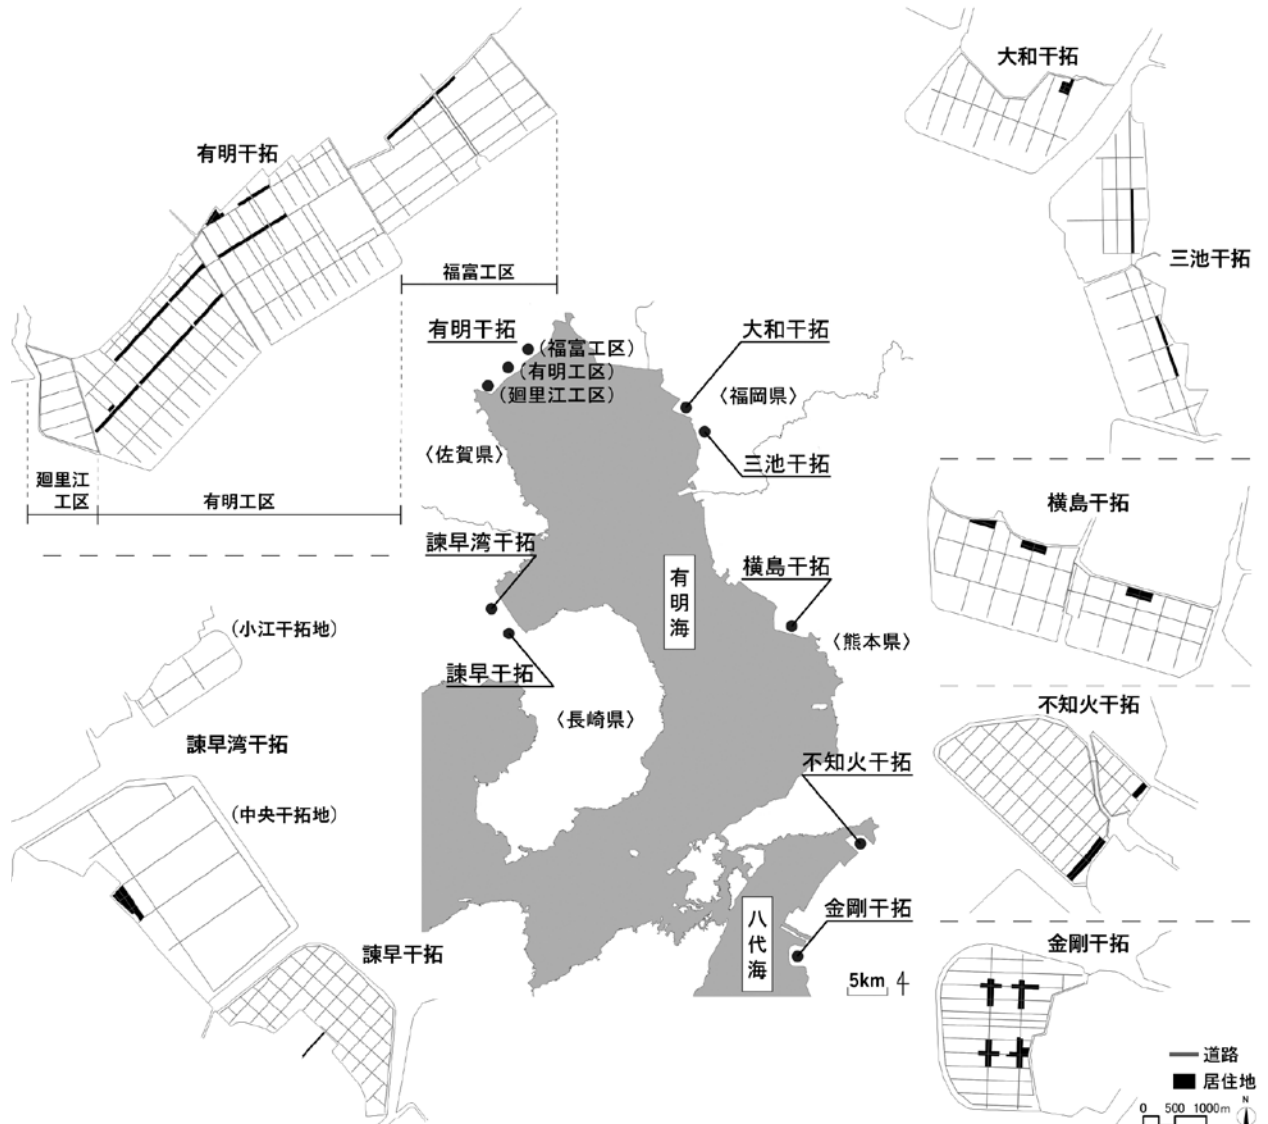 有明干拓
福富工区
廻里江
工区
有明工区
大和干拓
三池干拓
有明干拓
(福富工区)
(有明工区)
(廻里江工区)
〈佐賀県〉
大和干拓
〈福岡県〉
三池干拓
諫早湾干拓
諫早干拓
〈長崎県〉
有明海
横島干拓
〈熊本県〉
不知火干拓
金剛干拓
八代海
5km
(小江干拓地)
諫早湾干拓
(中央干拓地)
諫早干拓
横島干拓
不知火干拓
金剛干拓
道路
居住地
0 500 1000m
N